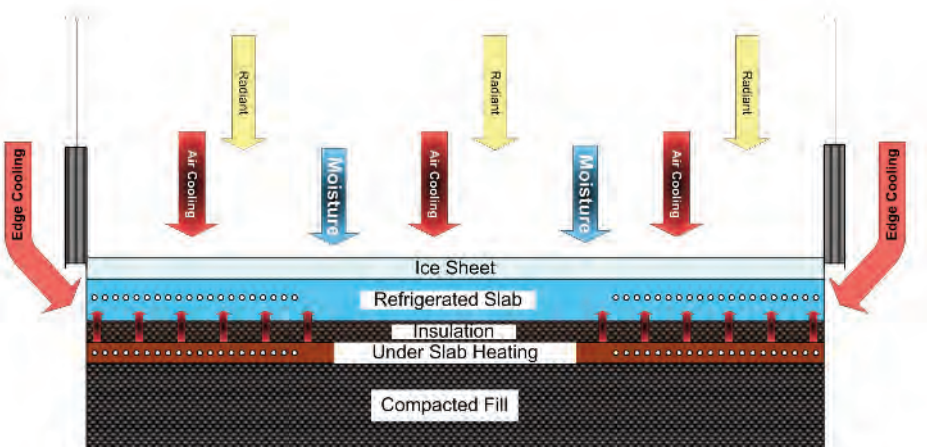 Radiant
Radiant
Radiant
Air Cooling
Moisture
Air Cooling
Moisture
Air Cooling
Edge Cooling
Edge Cooling
Ice Sheet
Refrigerated Slab
Insulation
Under Slab Heating
Compacted Fill